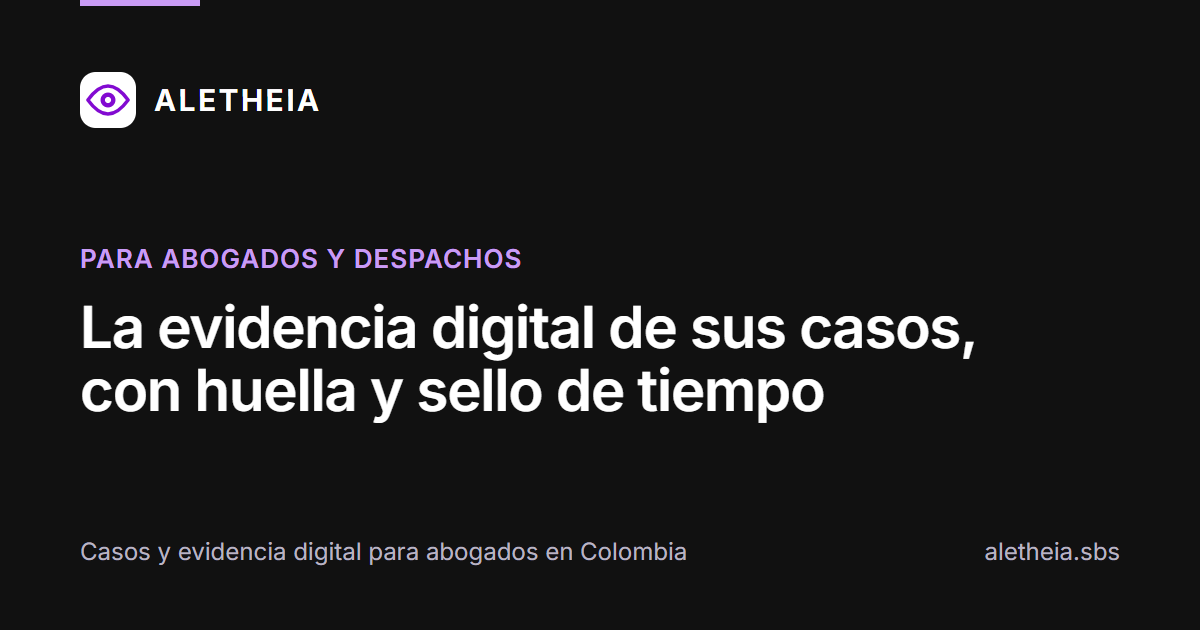 ALETHEIA
PARA ABOGADOS Y DESPACHOS
La evidencia digital de sus casos,
con huella y sello de tiempo
Casos y evidencia digital para abogados en Colombia
aletheia.sbs